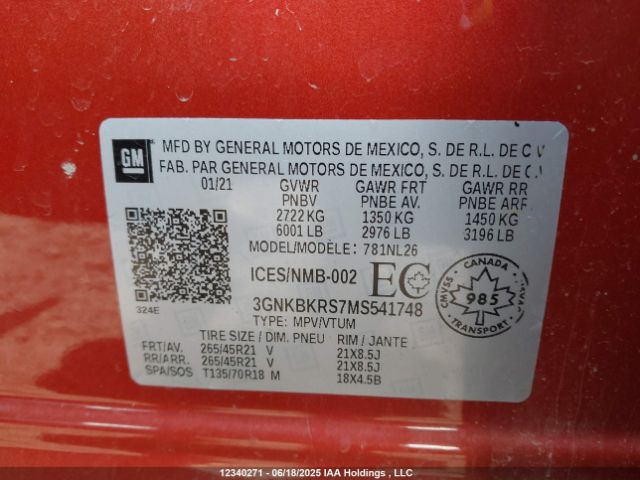 GM
MFD BY GENERAL MOTORS DE MEXICO, S. DE R.L. DE C V
FAB. PAR GENERAL MOTORS DE MEXICO, S. DE R.L. DE C.V
01/21 GVWR GAWR FRT GAWR RR
PNBV PNBE AV. PNBE ARR
2722 KG 1350 KG 1450 KG
6001 LB 2976 LB 3196 LB
MODEL/MODÈLE: 781NL26
ICES/NMB-002 EC
324E
3GNKBKRS7MS541748
TYPE: MPV/VTUM
CANADA
985
TRANSPORT
SVMAC
TIRE SIZE / DIM. PNEU RIM / JANTE
FRT/AV. 265/45R21 V 21X8.5J
RR/ARR. 265/45R21 V 21X8.5J
SPA/SOS T135/70R18 M 18X4.5B
12340271 - 06/18/2025 IAA Holdings , LLC